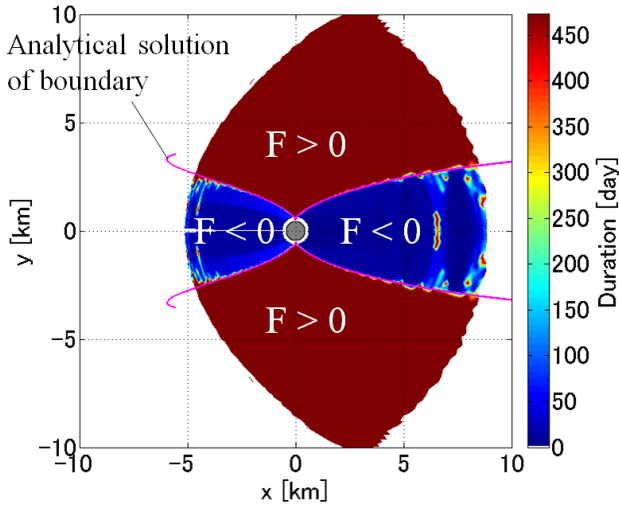 Analytical solution
of boundary
F > 0
F < 0
F < 0
F > 0
10
5
0
-5
-10
y [km]
-10
-5
0
5
10
x [km]
450
400
350
300
250
200
150
100
50
0
Duration [day]